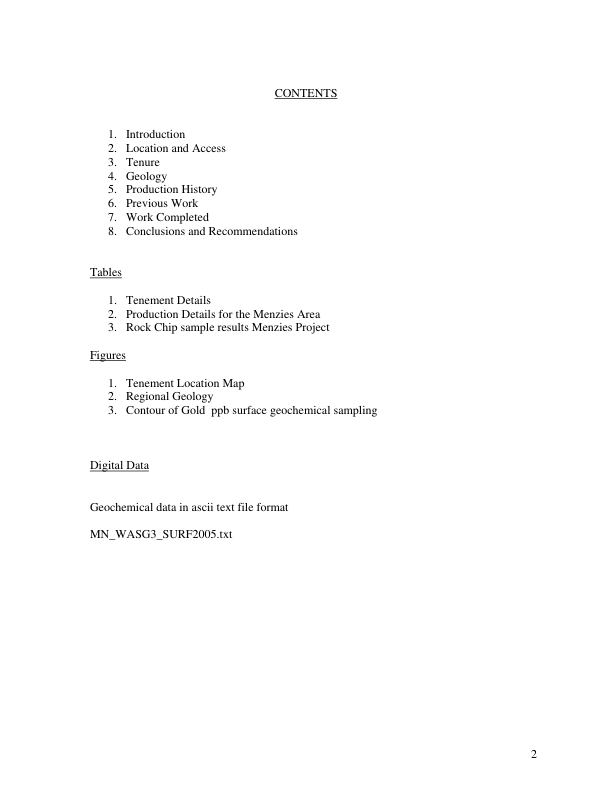 CONTENTS
1. Introduction
2. Location and Access
3. Tenure
4. Geology
5. Production History
6. Previous Work
7. Work Completed
8. Conclusions and Recommendations
Tables
1. Tenement Details
2. Production Details for the Menzies Area
3. Rock Chip sample results Menzies Project
Figures
1. Tenement Location Map
2. Regional Geology
3. Contour of Gold  ppb surface geochemical sampling
Digital Data
Geochemical data in ascii text file format
MN_WASG3_SURF2005.txt
2